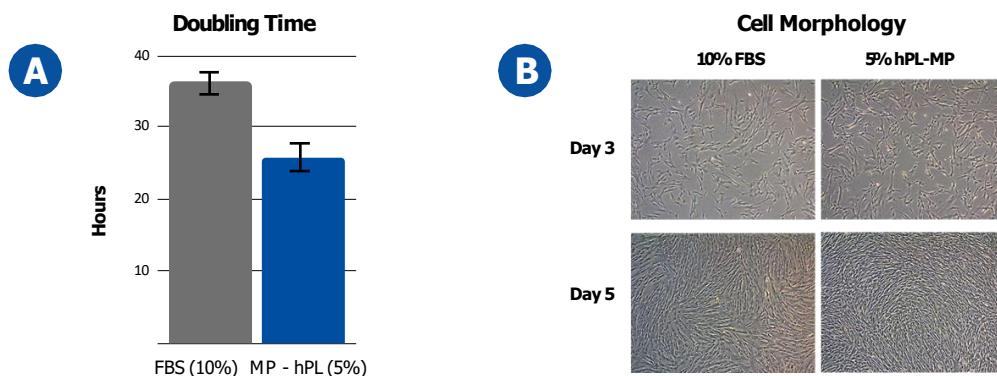 A
Doubling Time
40
30
20
10
Hours
FBS (10%) MP - hPL (5%)
B
Cell Morphology
10% FBS 5% hPL-MP
Day 3
Day 5